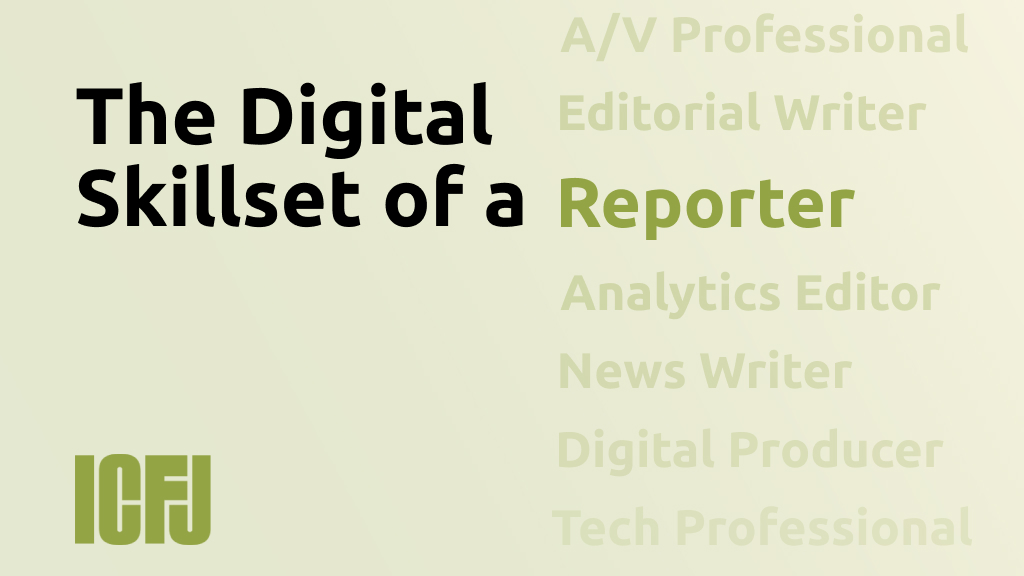 The Digital
Skillset of a
A/V Professional
Editorial Writer
Reporter
Analytics Editor
News Writer
Digital Producer
Tech Professional
ICFJ